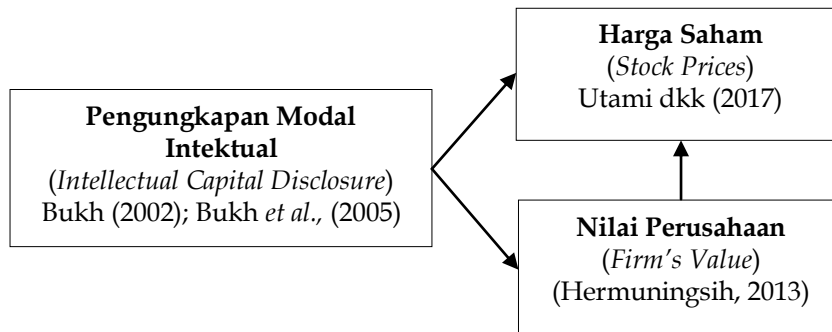 Pengungkapan Modal
Intektual
(Intellectual Capital Disclosure)
Bukh (2002); Bukh et al., (2005)
Harga Saham
(Stock Prices)
Utami dkk (2017)
Nilai Perusahaan
(Firm's Value)
(Hermuningsih, 2013)